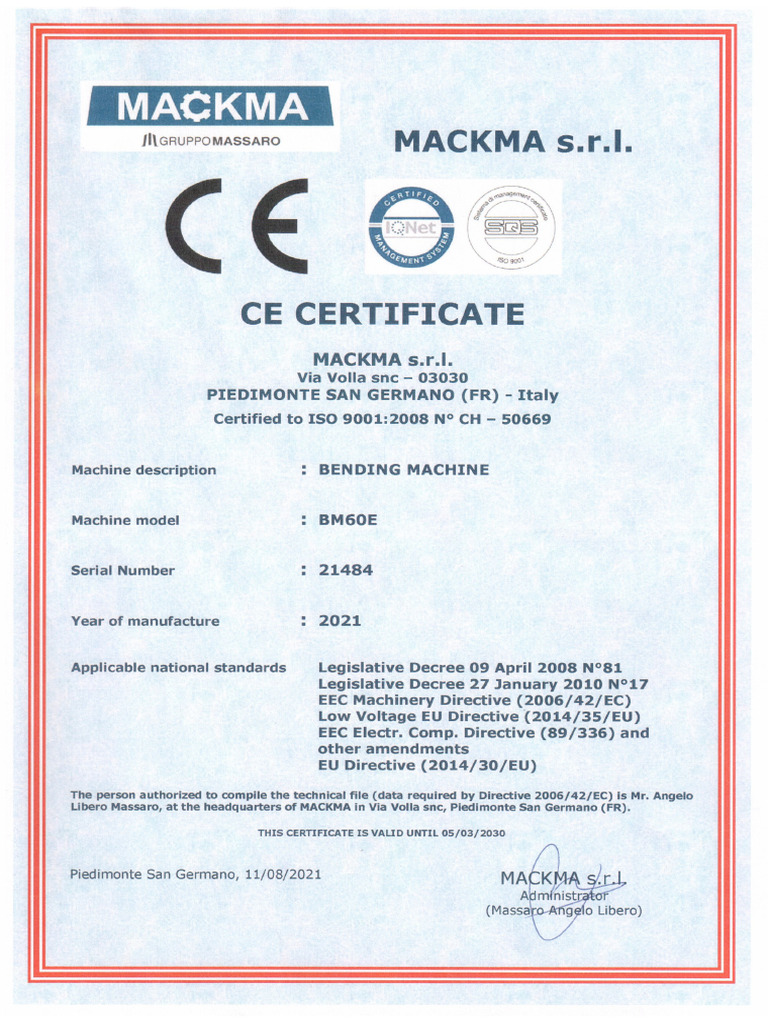 MACKMA
GRUPPO MASSARO
MACKMA s.r.l.
CE
CERTIFIED
IQNet
MANAGEMENT SYSTEM
Sistema di management certificato
SQS
ISO 9001
CE CERTIFICATE
MACKMA s.r.l.
Via Volla snc – 03030
PIEDIMONTE SAN GERMANO (FR) - Italy
Certified to ISO 9001:2008 N° CH – 50669
Machine description : BENDING MACHINE
Machine model : BM60E
Serial Number : 21484
Year of manufacture : 2021
Applicable national standards Legislative Decree 09 April 2008 N°81
Legislative Decree 27 January 2010 N°17
EEC Machinery Directive (2006/42/EC)
Low Voltage EU Directive (2014/35/EU)
EEC Electr. Comp. Directive (89/336) and
other amendments
EU Directive (2014/30/EU)
The person authorized to compile the technical file (data required by Directive 2006/42/EC) is Mr. Angelo
Libero Massaro, at the headquarters of MACKMA in Via Volla snc, Piedimonte San Germano (FR).
THIS CERTIFICATE IS VALID UNTIL 05/03/2030
Piedimonte San Germano, 11/08/2021
MACKMA s.r.l.
Administrator
(Massaro Angelo Libero)